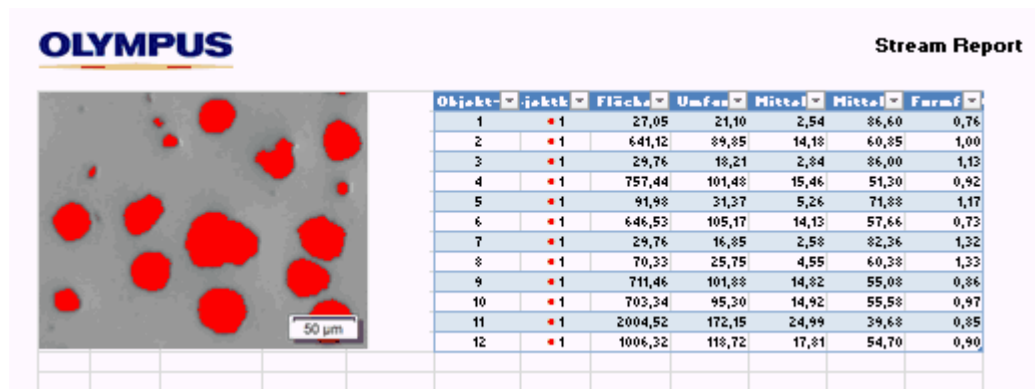 OLYMPUS
Stream Report
Objekt- Fläche Umfan Mittel Mittel Formf
1 1 27,05 21,10 2,54 86,60 0,76
2 1 641,12 89,85 14,18 60,85 1,00
3 1 29,76 18,21 2,84 86,00 1,13
4 1 757,44 101,48 15,46 51,30 0,92
5 1 91,98 31,37 5,26 71,88 1,17
6 1 646,53 105,17 14,13 57,66 0,73
7 1 29,76 16,85 2,58 82,36 1,32
8 1 70,33 25,75 4,55 60,38 1,33
9 1 711,46 101,88 14,82 55,08 0,86
10 1 703,34 95,30 14,92 55,58 0,97
11 1 2004,52 172,15 24,99 39,68 0,85
12 1 1006,32 118,72 17,81 54,70 0,90
50 µm